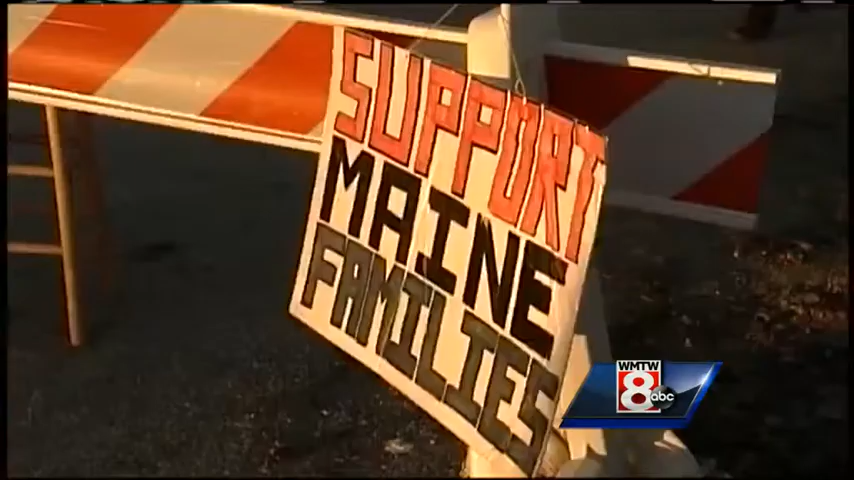 SUPPORT
MAINE
FAMILIES
WMTW
8
abc